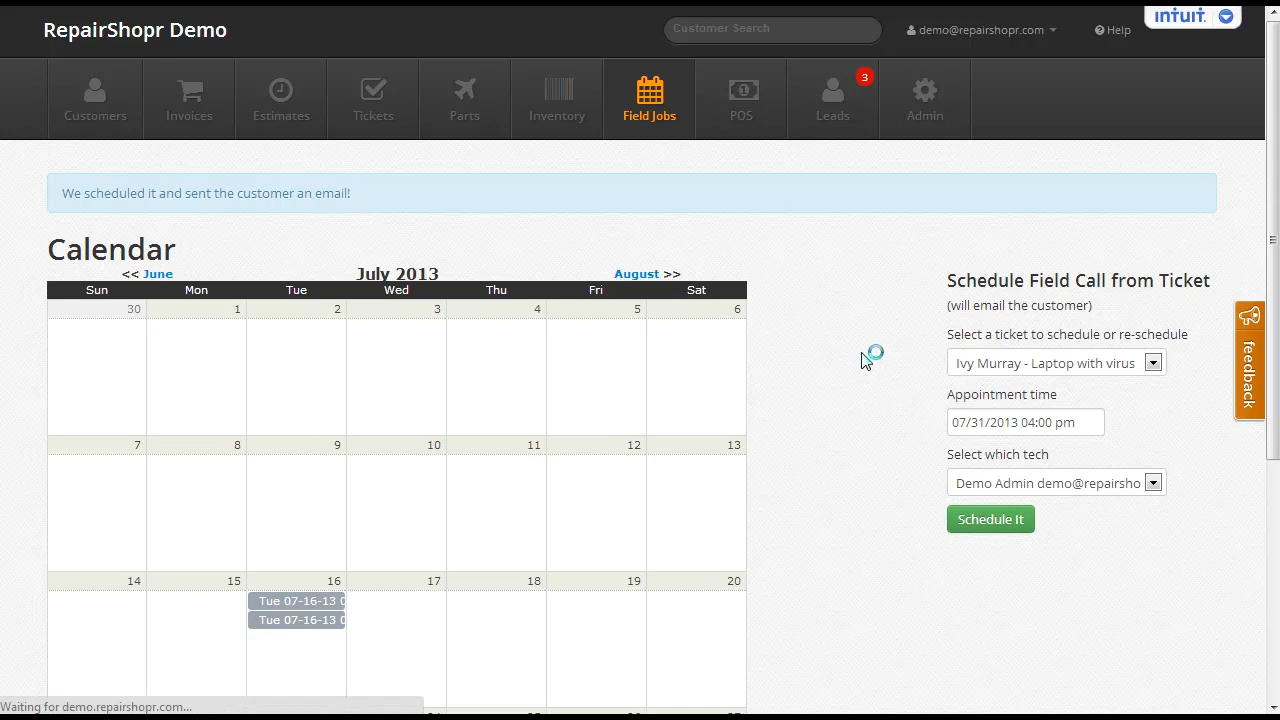 RepairShopr Demo
Customer Search
demo@repairshopr.com
Help
intuit.
Customers
Invoices
Estimates
Tickets
Parts
Inventory
Field Jobs
POS
Leads
3
Admin
We scheduled it and sent the customer an email!
Calendar
<< June
July 2013
August >>
Sun Mon Tue Wed Thu Fri Sat
30 1 2 3 4 5 6
7 8 9 10 11 12 13
14 15 16 17 18 19 20
Tue 07-16-13
Tue 07-16-13
Schedule Field Call from Ticket
(will email the customer)
Select a ticket to schedule or re-schedule
Ivy Murray - Laptop with virus
Appointment time
07/31/2013 04:00 pm
Select which tech
Demo Admin demo@repairsho
Schedule It
feedback
Waiting for demo.repairshopr.com...